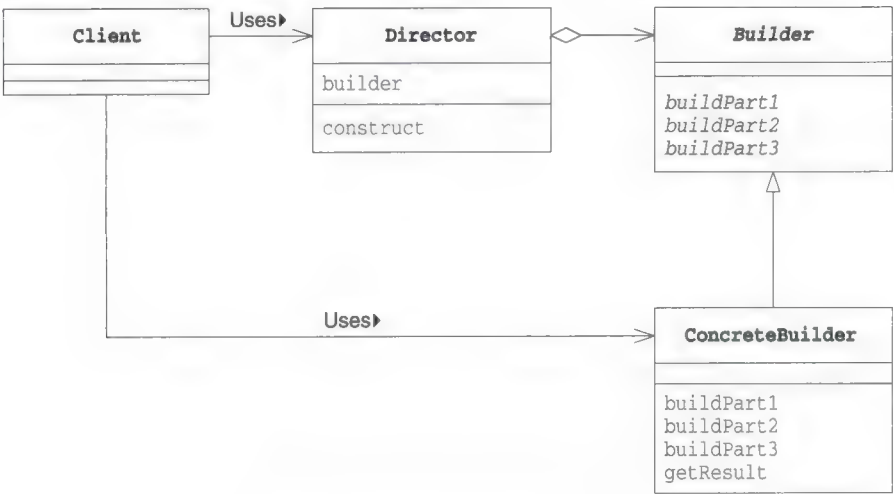 Client
Uses
Director
builder
construct
Builder
buildPart1
buildPart2
buildPart3
Uses
ConcreteBuilder
buildPart1
buildPart2
buildPart3
getResult